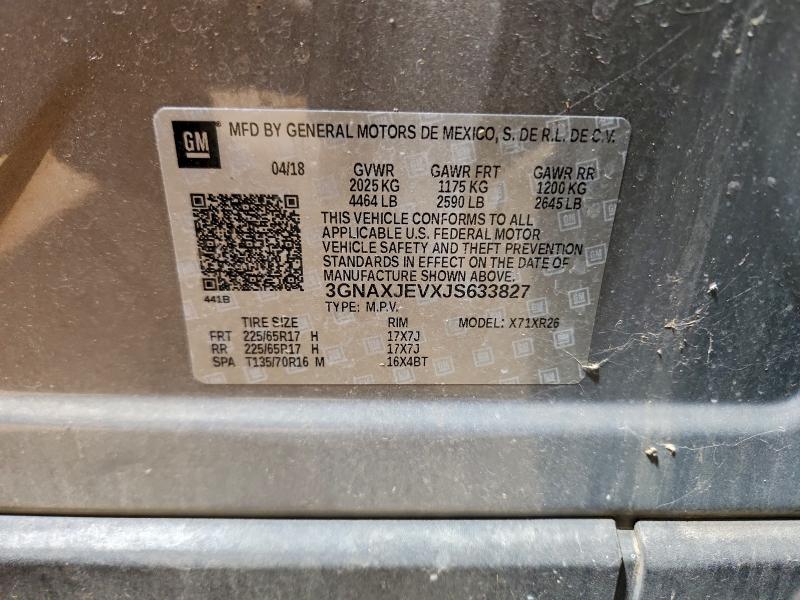 GM
MFD BY GENERAL MOTORS DE MEXICO, S. DE R.L. DE C.V.
04/18 GVWR GAWR FRT GAWR RR
2025 KG 1175 KG 1200 KG
4464 LB 2590 LB 2645 LB
THIS VEHICLE CONFORMS TO ALL
APPLICABLE U.S. FEDERAL MOTOR
VEHICLE SAFETY AND THEFT PREVENTION
STANDARDS IN EFFECT ON THE DATE OF
MANUFACTURE SHOWN ABOVE.
3GNAXJEVXJS633827
441B
TYPE: M.P.V.
TIRE SIZE RIM MODEL: X71XR26
FRT 225/65R17 H 17X7J
RR 225/65R17 H 17X7J
SPA T135/70R16 M 16X4BT